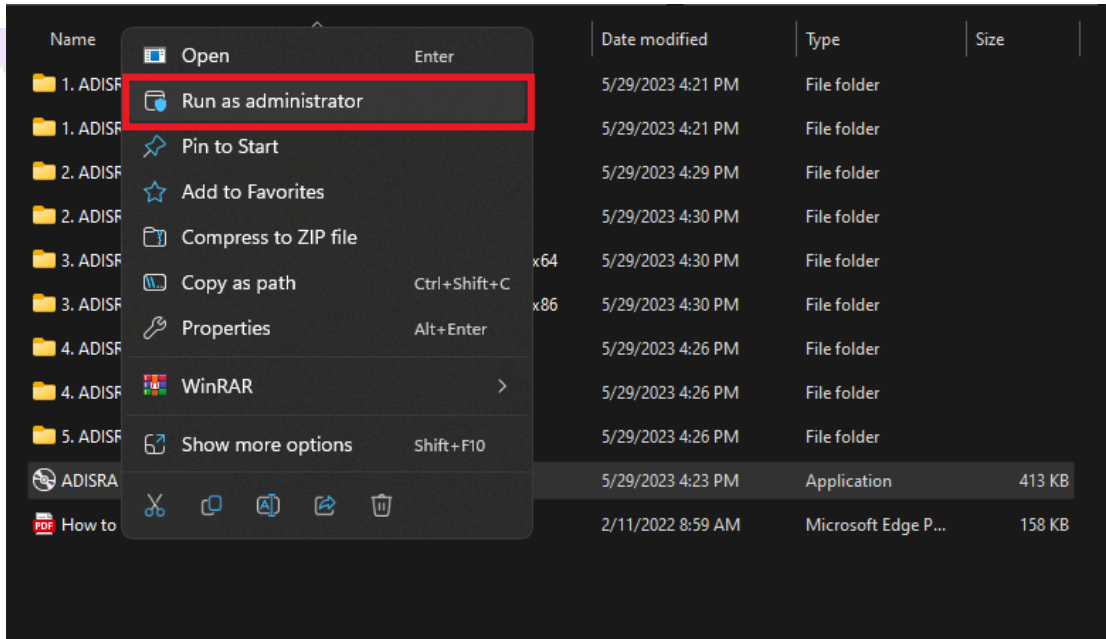 Name Date modified Type Size
Open Enter
1. ADISR 5/29/2023 4:21 PM File folder
Run as administrator
1. ADISR 5/29/2023 4:21 PM File folder
Pin to Start
2. ADISR 5/29/2023 4:29 PM File folder
Add to Favorites
2. ADISR 5/29/2023 4:30 PM File folder
Compress to ZIP file
3. ADISR x64 5/29/2023 4:30 PM File folder
Copy as path Ctrl+Shift+C
3. ADISR x86 5/29/2023 4:30 PM File folder
Properties Alt+Enter
4. ADISR 5/29/2023 4:26 PM File folder
WinRAR
4. ADISR 5/29/2023 4:26 PM File folder
5. ADISR 5/29/2023 4:26 PM File folder
Show more options Shift+F10
ADISRA 5/29/2023 4:23 PM Application 413 KB
PDF How to 2/11/2022 8:59 AM Microsoft Edge P... 158 KB